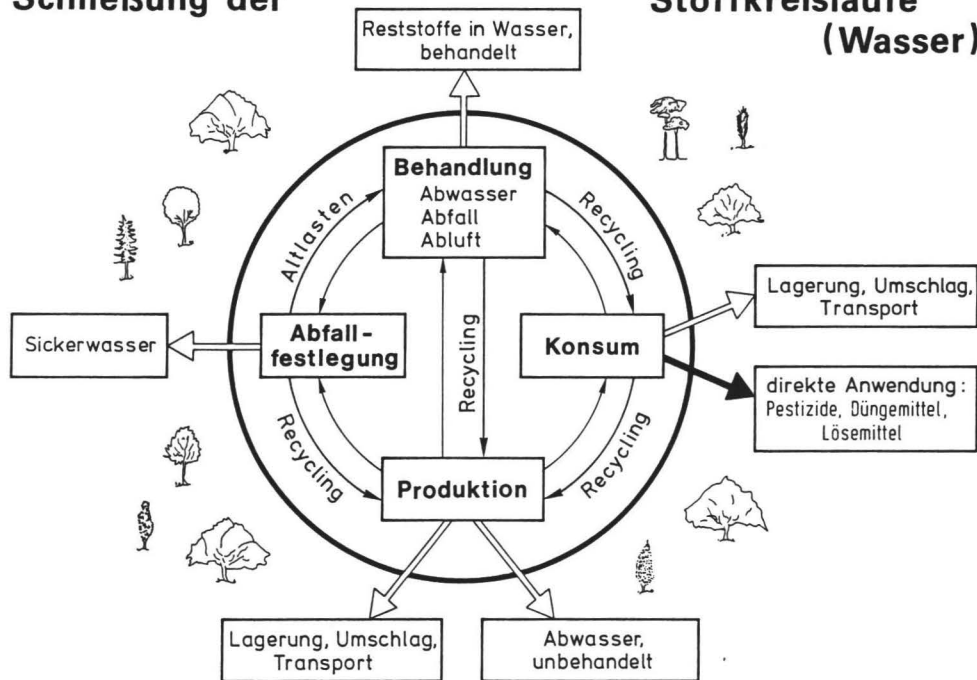 Schließung der Stoffkreisläufe
(Wasser)
Reststoffe in Wasser,
behandelt
Behandlung
Abwasser
Abfall
Abluft
Altlasten
Recycling
Lagerung, Umschlag,
Transport
Sickerwasser
Abfall-
festlegung
Recycling
Konsum
direkte Anwendung:
Pestizide, Düngemittel,
Lösemittel
Recycling
Recycling
Produktion
Lagerung, Umschlag,
Transport
Abwasser,
unbehandelt